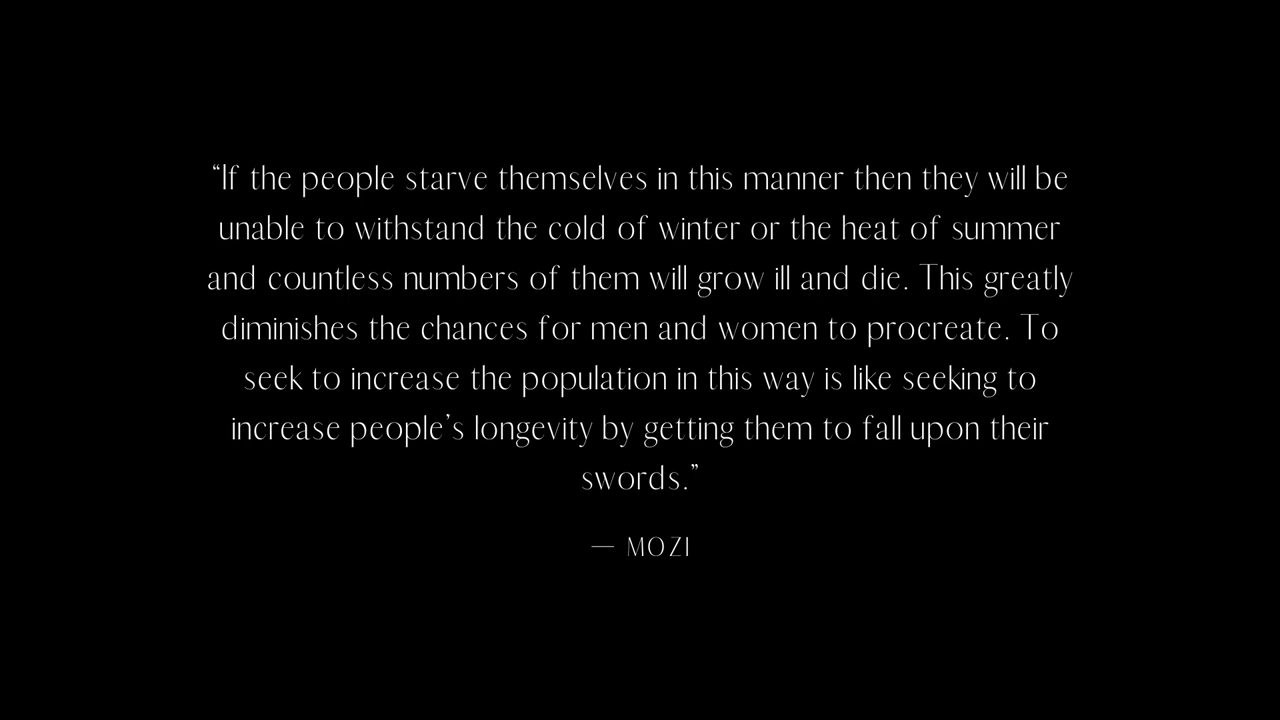 “If the people starve themselves in this manner then they will be
unable to withstand the cold of winter or the heat of summer
and countless numbers of them will grow ill and die. This greatly
diminishes the chances for men and women to procreate. To
seek to increase the population in this way is like seeking to
increase people’s longevity by getting them to fall upon their
swords.”
— MOZI